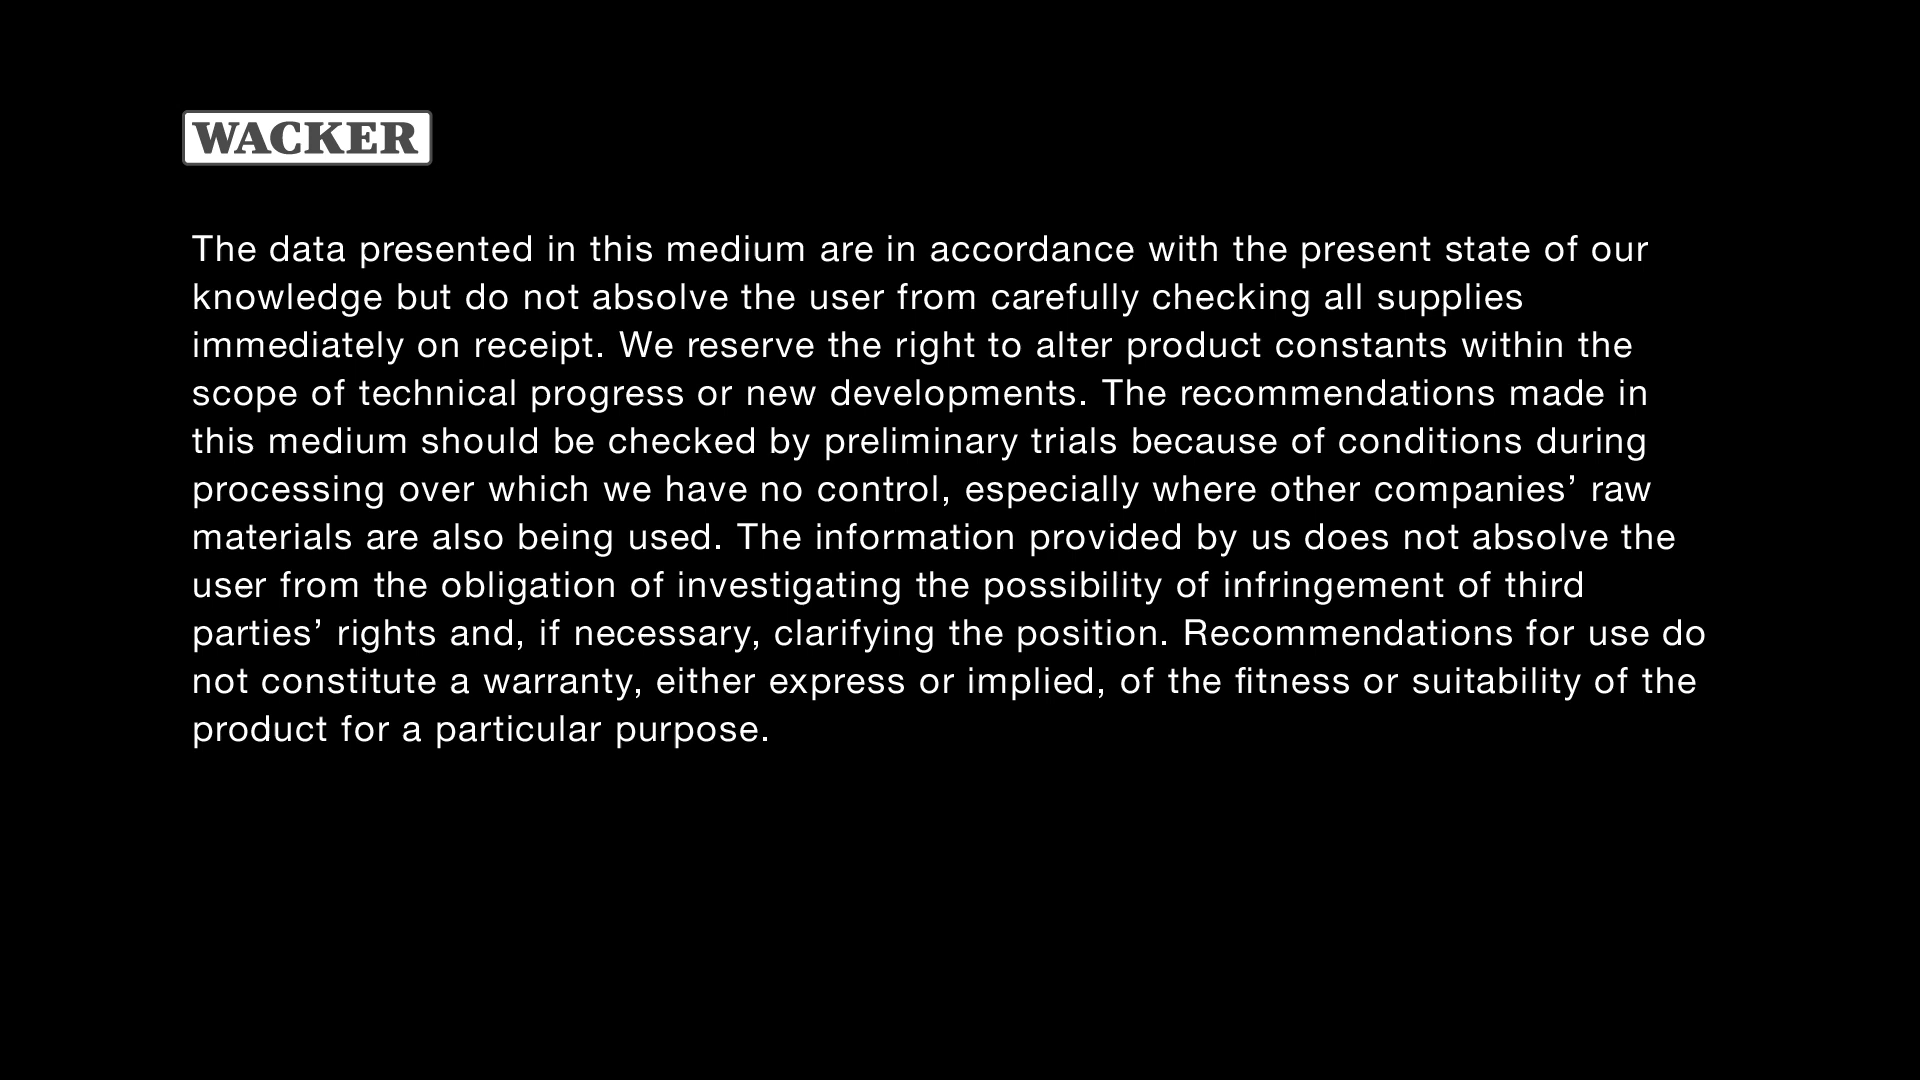 WACKER
The data presented in this medium are in accordance with the present state of our
knowledge but do not absolve the user from carefully checking all supplies
immediately on receipt. We reserve the right to alter product constants within the
scope of technical progress or new developments. The recommendations made in
this medium should be checked by preliminary trials because of conditions during
processing over which we have no control, especially where other companies’ raw
materials are also being used. The information provided by us does not absolve the
user from the obligation of investigating the possibility of infringement of third
parties’ rights and, if necessary, clarifying the position. Recommendations for use do
not constitute a warranty, either express or implied, of the fitness or suitability of the
product for a particular purpose.